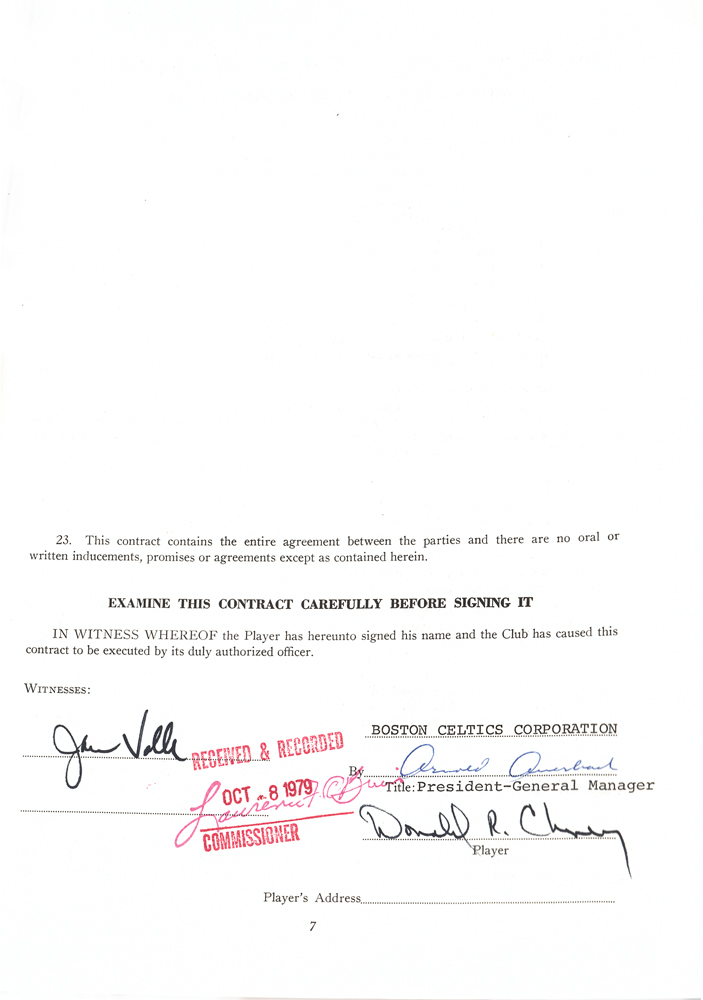 23. This contract contains the entire agreement between the parties and there are no oral or
written inducements, promises or agreements except as contained herein.
EXAMINE THIS CONTRACT CAREFULLY BEFORE SIGNING IT
IN WITNESS WHEREOF the Player has hereunto signed his name and the Club has caused this
contract to be executed by its duly authorized officer.
WITNESSES:
BOSTON CELTICS CORPORATION
RECEIVED & RECORDED
By
Title: President-General Manager
OCT - 8 1979
Donald R. Chaney
COMMISSIONER
Player
Player's Address
7